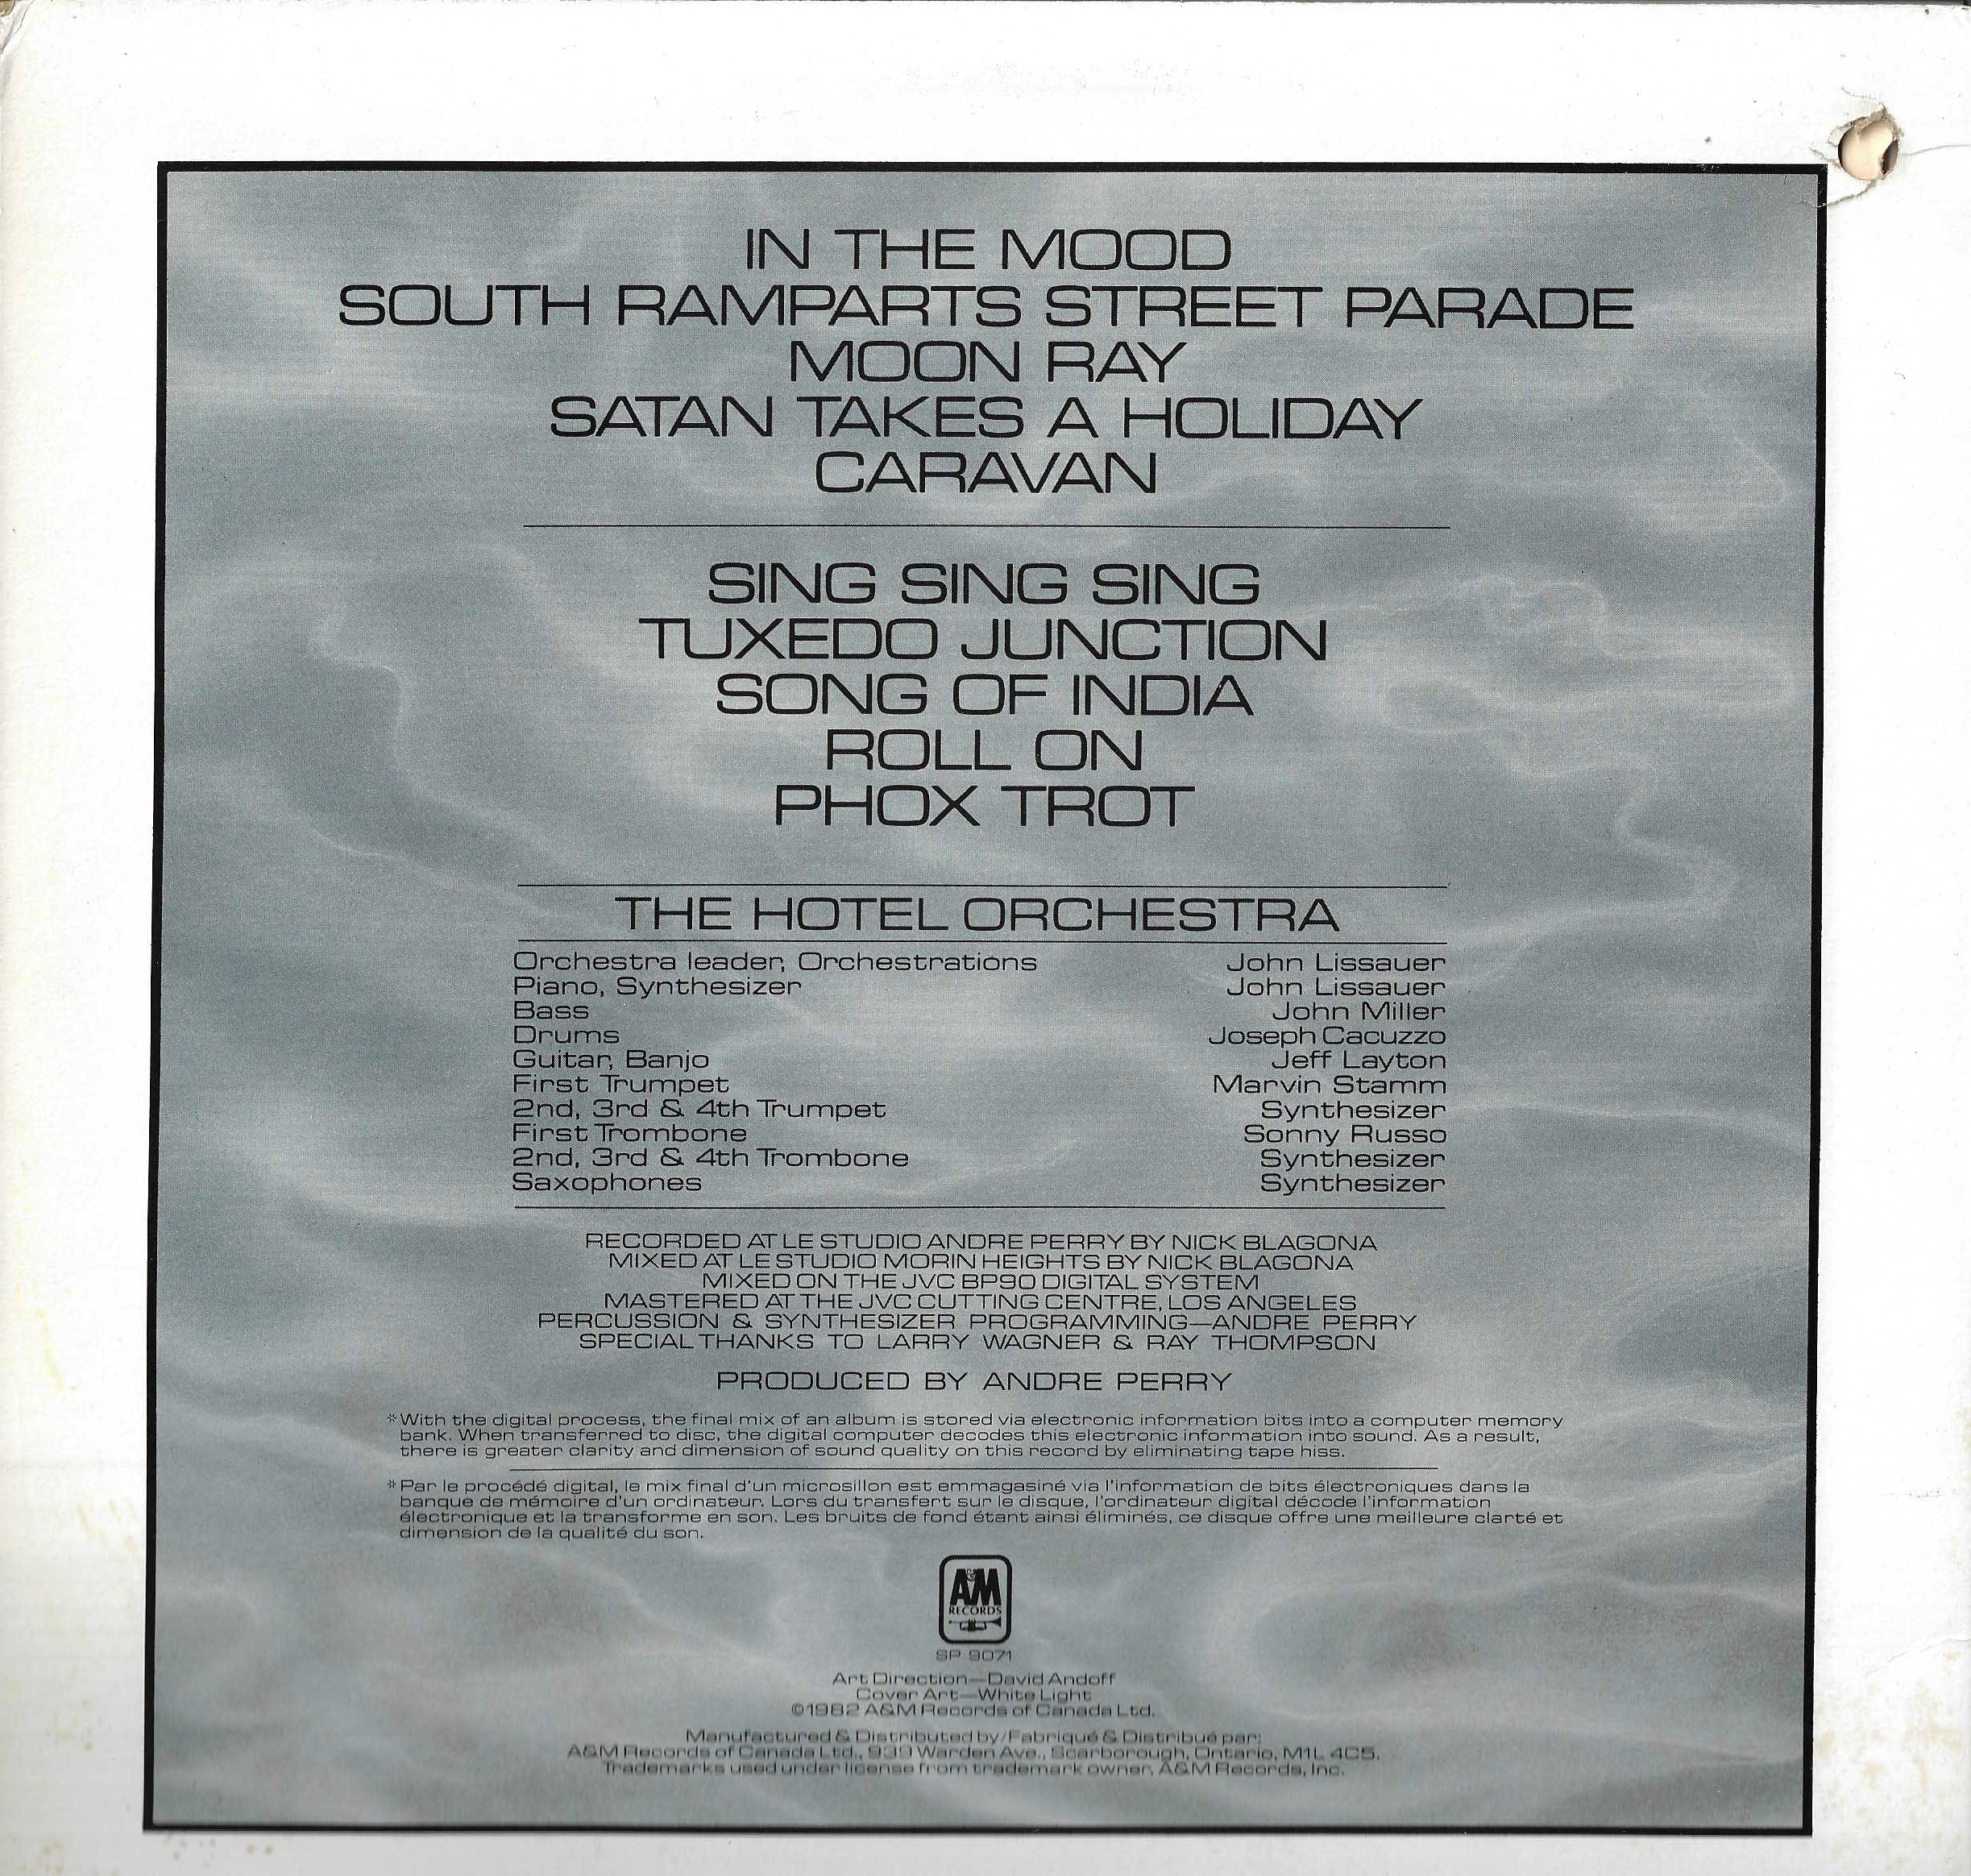 IN THE MOOD
SOUTH RAMPARTS STREET PARADE
MOON RAY
SATAN TAKES A HOLIDAY
CARAVAN
SING SING SING
TUXEDO JUNCTION
SONG OF INDIA
ROLL ON
PHOX TROT
THE HOTEL ORCHESTRA
Orchestra leader, Orchestrations John Lissauer
Piano, Synthesizer John Lissauer
Bass John Miller
Drums Joseph Cacuzzo
Guitar, Banjo Jeff Layton
First Trumpet Marvin Stamm
2nd, 3rd & 4th Trumpet Synthesizer
First Trombone Sonny Russo
2nd, 3rd & 4th Trombone Synthesizer
Saxophones Synthesizer
RECORDED AT LE STUDIO ANDRE PERRY BY NICK BLAGONA
MIXED AT LE STUDIO MORIN HEIGHTS BY NICK BLAGONA
MIXED ON THE JVC BP90 DIGITAL SYSTEM
MASTERED AT THE JVC CUTTING CENTRE, LOS ANGELES
PERCUSSION & SYNTHESIZER PROGRAMMING—ANDRE PERRY
SPECIAL THANKS TO LARRY WAGNER & RAY THOMPSON
PRODUCED BY ANDRE PERRY
*With the digital process, the final mix of an album is stored via electronic information bits into a computer memory
bank. When transferred to disc, the digital computer decodes this electronic information into sound. As a result,
there is greater clarity and dimension of sound quality on this record by eliminating tape hiss.
*Par le procédé digital, le mix final d'un microsillon est emmagasiné via l'information de bits électroniques dans la
banque de mémoire d'un ordinateur. Lors du transfert sur le disque, l'ordinateur digital décode l'information
électronique et la transforme en son. Les bruits de fond étant ainsi éliminés, ce disque offre une meilleure clarté et
dimension de la qualité du son.
A&M
RECORDS
SP 9071
Art Direction—David Andoff
Cover Art—White Light
©1982 A&M Records of Canada Ltd.
Manufactured & Distributed by/Fabriqué & Distribué par:
A&M Records of Canada Ltd., 939 Warden Ave., Scarborough, Ontario, M1L 4C5.
Trademarks used under license from trademark owner, A&M Records, Inc.